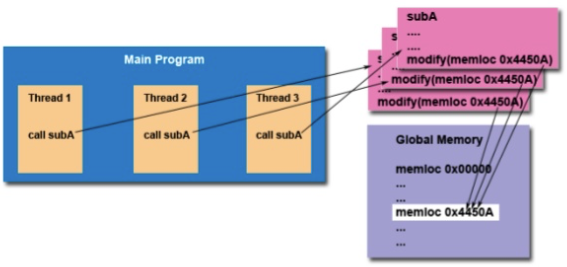 Main Program
Thread 1
call subA
Thread 2
call subA
Thread 3
call subA
subA
....
....
modify(memloc 0x4450A)
s
..
modify(memloc 0x4450A)
s
....
modify(memloc 0x4450A)
Global Memory
memloc 0x00000
...
...
memloc 0x4450A
...
...